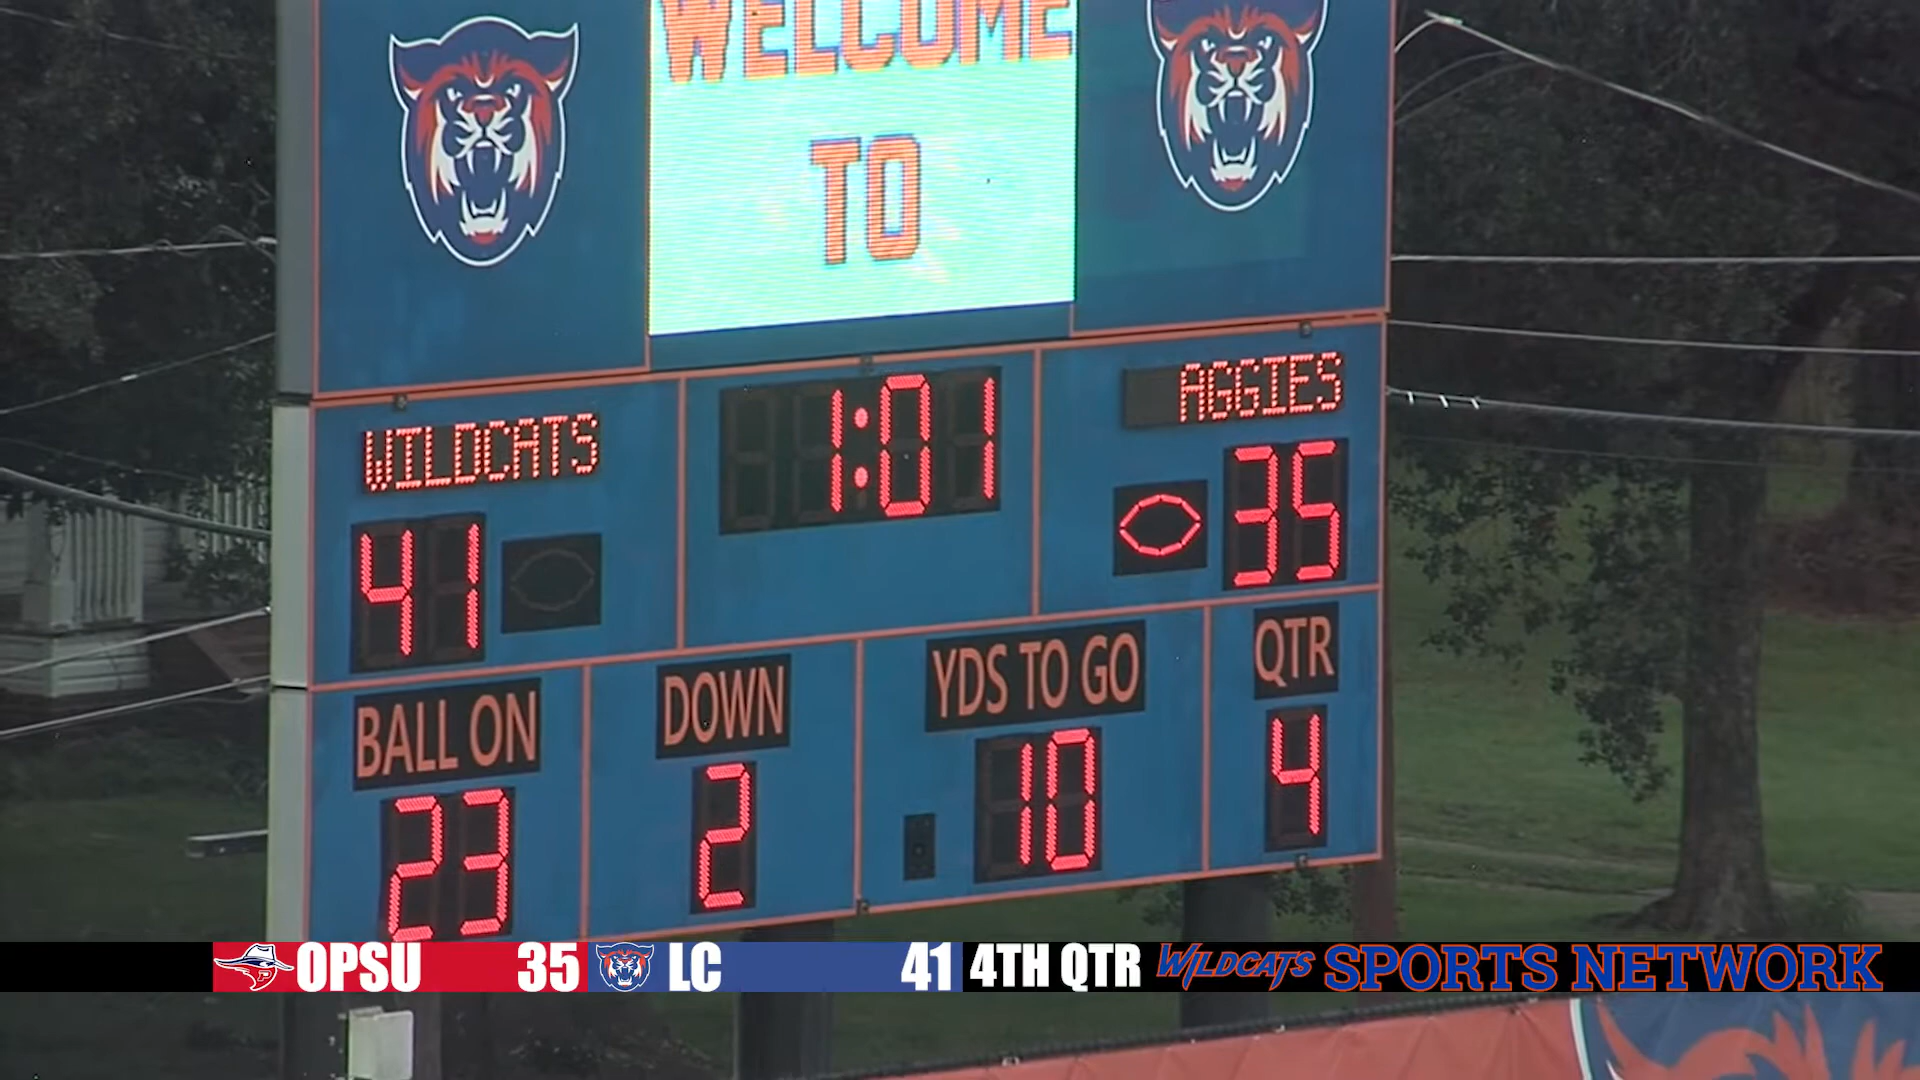 WELCOME
TO
WILDCATS
1:01
AGGIES
41
35
BALL ON
DOWN
YDS TO GO
QTR
23
2
10
4
OPSU 35 LC 41 4TH QTR WILDCATS SPORTS NETWORK